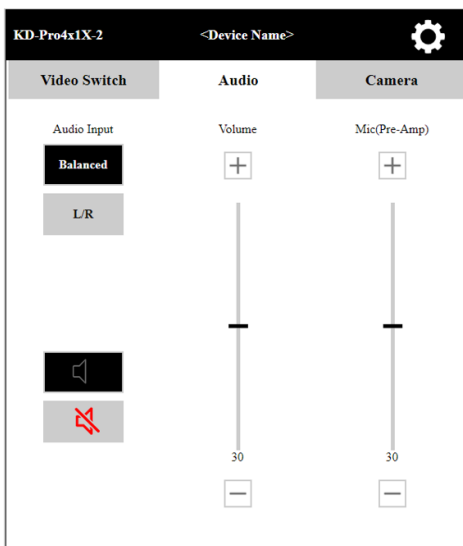 KD-Pro4x1X-2 <Device Name>
Video Switch Audio Camera
Audio Input Volume Mic(Pre-Amp)
Balanced
L/R
30 30